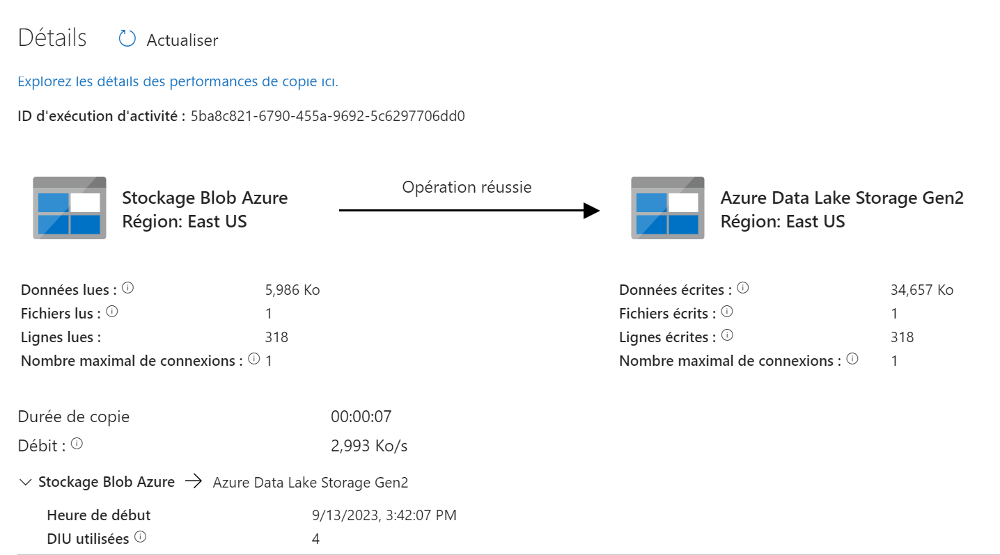 Détails Actualiser
Explorez les détails des performances de copie ici.
ID d'exécution d'activité : 5ba8c821-6790-455a-9692-5c6297706dd0
Opération réussie
Stockage Blob Azure
Région: East US
Azure Data Lake Storage Gen2
Région: East US
Données lues : 5,986 Ko
Fichiers lus : 1
Lignes lues : 318
Nombre maximal de connexions : 1
Données écrites : 34,657 Ko
Fichiers écrits : 1
Lignes écrites : 318
Nombre maximal de connexions : 1
Durée de copie 00:00:07
Débit : 2,993 Ko/s
Stockage Blob Azure → Azure Data Lake Storage Gen2
Heure de début 9/13/2023, 3:42:07 PM
DIU utilisées 4